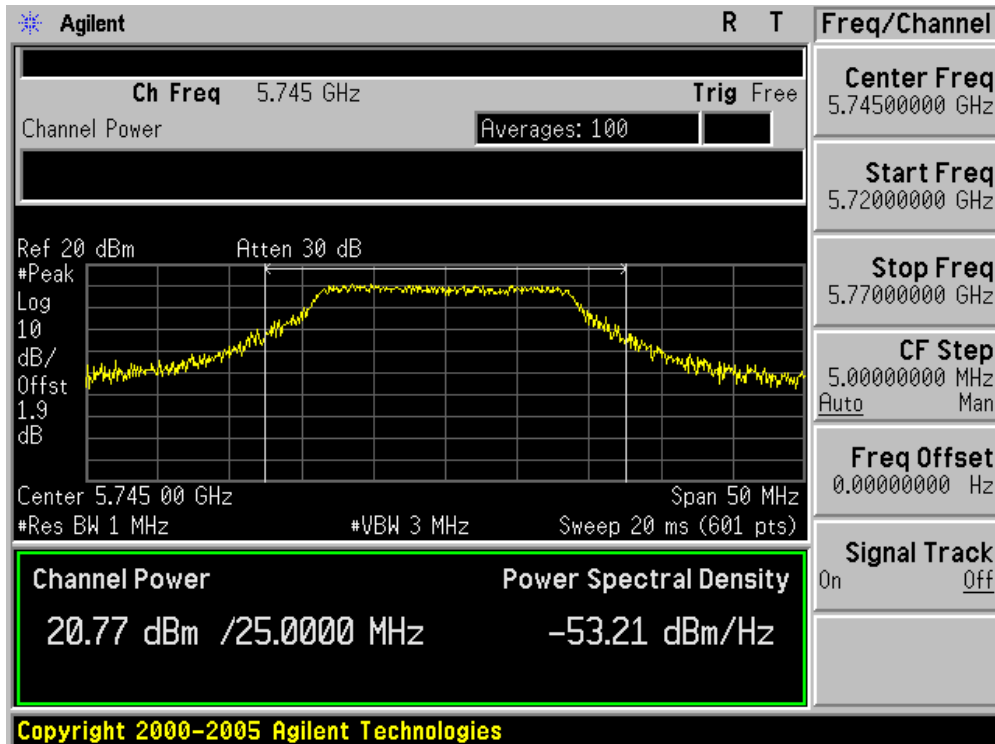 Agilent R T
Freq/Channel
Ch Freq 5.745 GHz Trig Free
Channel Power Averages: 100
Ref 20 dBm Atten 30 dB
#Peak
Log
10
dB/
Offst
1.9
dB
Center 5.745 00 GHz Span 50 MHz
#Res BW 1 MHz #VBW 3 MHz Sweep 20 ms (601 pts)
Channel Power Power Spectral Density
20.77 dBm /25.0000 MHz -53.21 dBm/Hz
Center Freq
5.74500000 GHz
Start Freq
5.72000000 GHz
Stop Freq
5.77000000 GHz
CF Step
5.00000000 MHz
Auto Man
Freq Offset
0.00000000 Hz
Signal Track
On Off
Copyright 2000-2005 Agilent Technologies